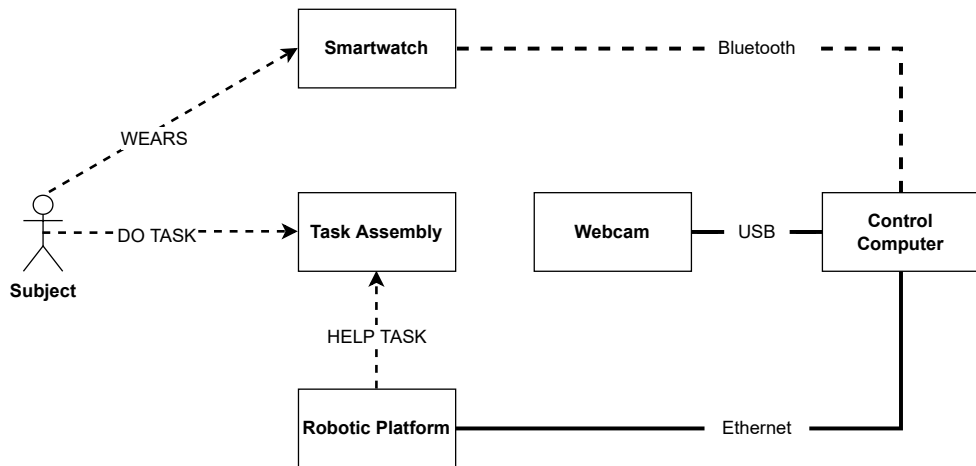 Smartwatch
Bluetooth
WEARS
DO TASK
Task Assembly
Webcam
USB
Control
Computer
Subject
HELP TASK
Robotic Platform
Ethernet